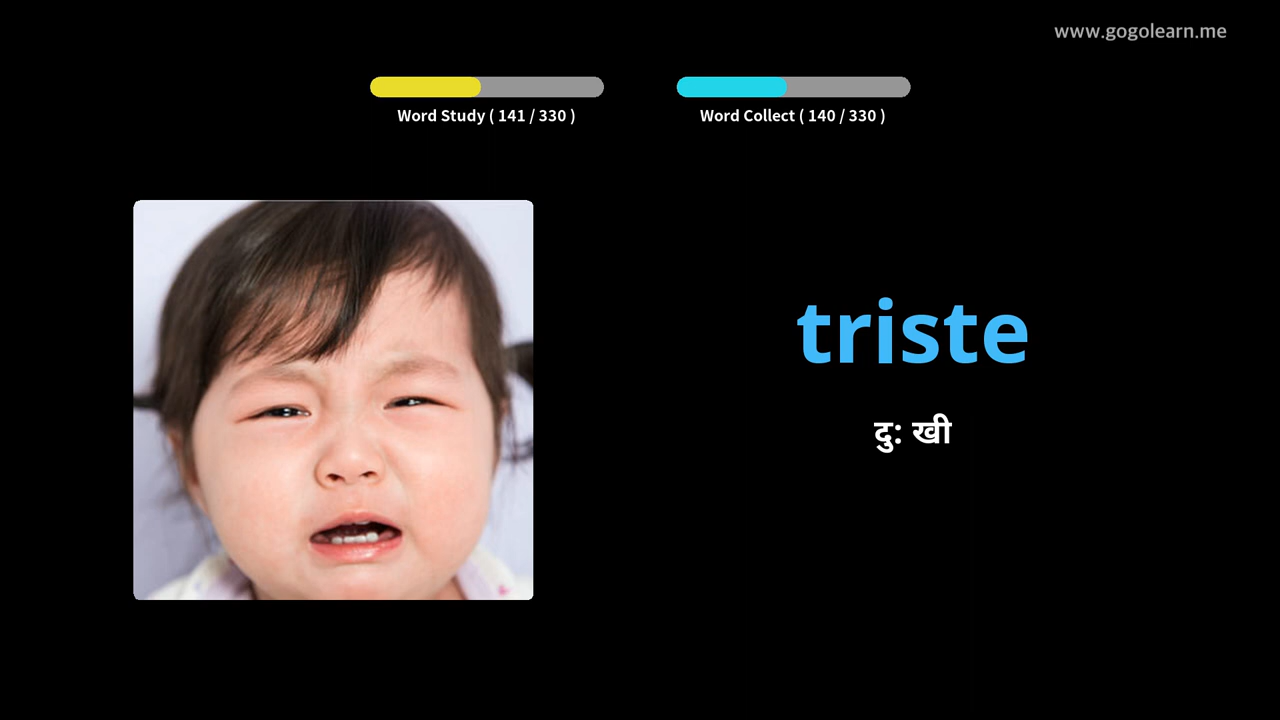 www.gogolearn.me
Word Study ( 141 / 330 )
Word Collect ( 140 / 330 )
triste
दु: खी